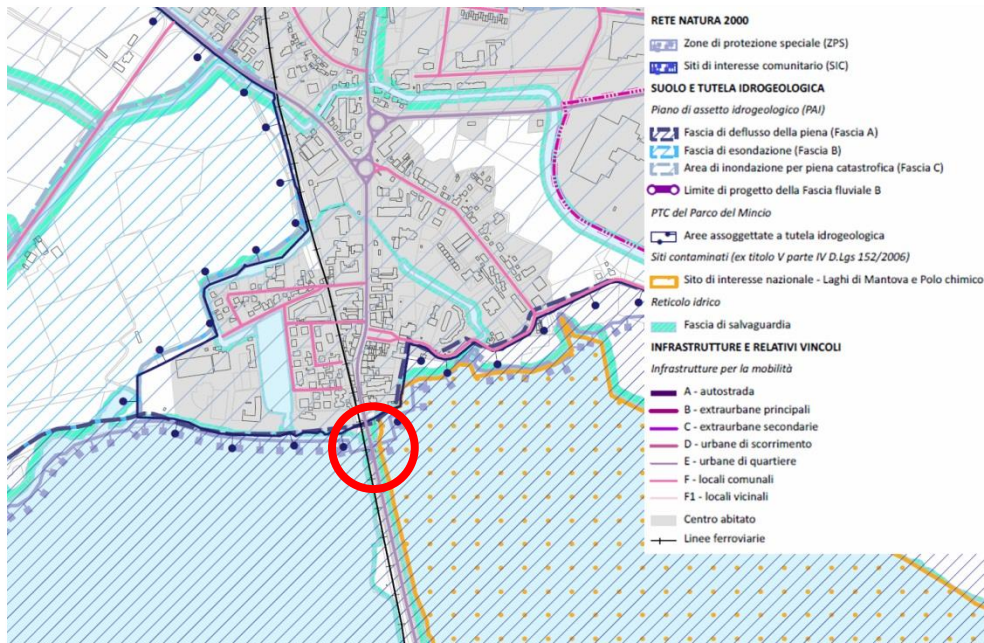 RETE NATURA 2000
Zone di protezione speciale (ZPS)
Siti di interesse comunitario (SIC)
SUOLO E TUTELA IDROGEOLOGICA
Piano di assetto idrogeologico (PAI)
Fascia di deflusso della piena (Fascia A)
Fascia di esondazione (Fascia B)
Area di inondazione per piena catastrofica (Fascia C)
Limite di progetto della Fascia fluviale B
PTC del Parco del Mincio
Aree assoggettate a tutela idrogeologica
Siti contaminati (ex titolo V parte IV D.Lgs 152/2006)
Sito di interesse nazionale - Laghi di Mantova e Polo chimico
Reticolo idrico
Fascia di salvaguardia
INFRASTRUTTURE E RELATIVI VINCOLI
Infrastrutture per la mobilità
A - autostrada
B - extraurbane principali
C - extraurbane secondarie
D - urbane di scorrimento
E - urbane di quartiere
F - locali comunali
F1 - locali vicinali
Centro abitato
Linee ferroviarie